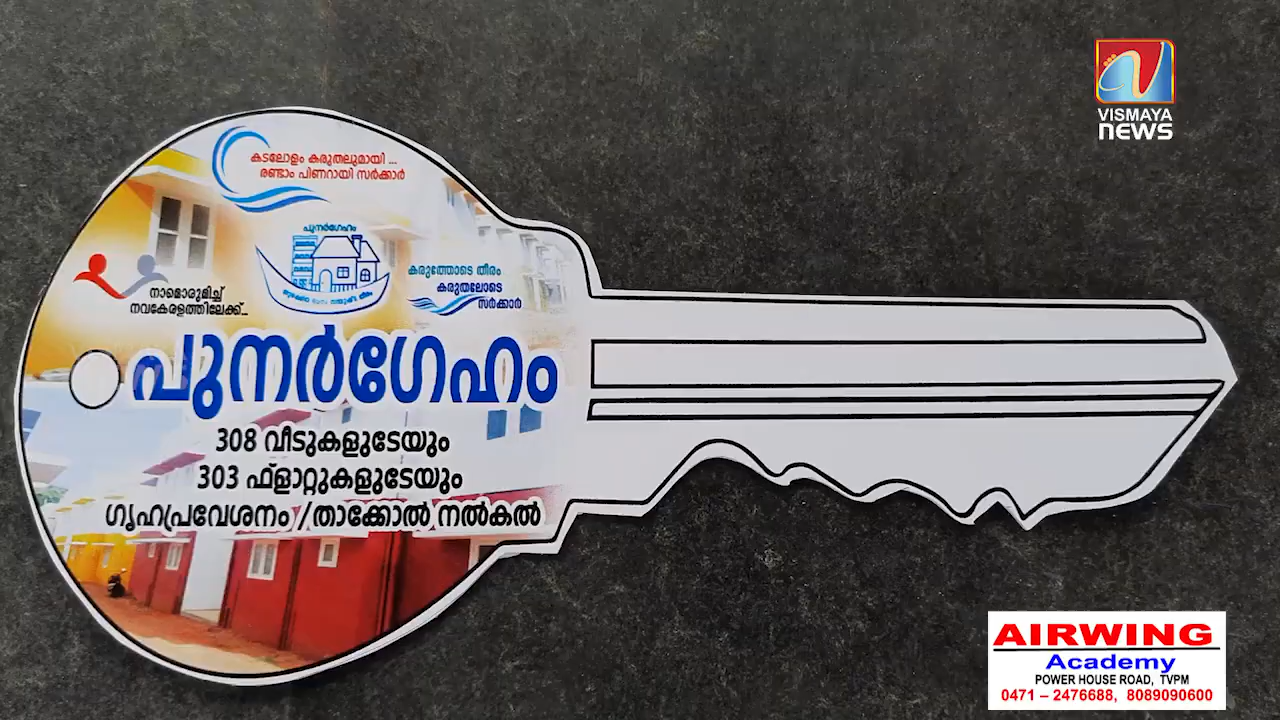 VISMAYA
NEWS
കടലോളം കരുതലുമായി ...
രണ്ടാം പിണറായി സർക്കാർ
പുനർഗേഹം
കരുത്തോടെ തീരം
കരുതലോടെ
സർക്കാർ
നാമൊരുമിച്ച്
നവകേരളത്തിലേക്ക്...
പുനർഗേഹം
308 വീടുകളുടേയും
303 ഫ്ളാറ്റുകളുടേയും
ഗൃഹപ്രവേശനം /താക്കോൽ നൽകൽ
AIRWING
Academy
POWER HOUSE ROAD, TVPM
0471 – 2476688, 8089090600